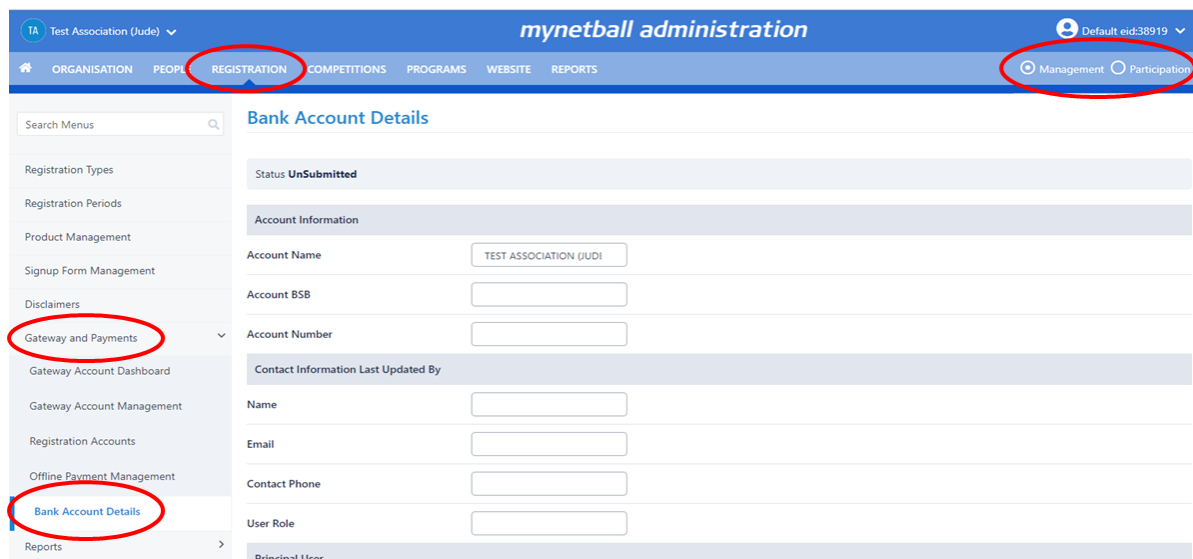 TA Test Association (Jude)
mynetball administration
Default eid:38919
ORGANISATION PEOPL REGISTRATION COMPETITIONS PROGRAMS WEBSITE REPORTS
Management Participation
Search Menus
Registration Types
Registration Periods
Product Management
Signup Form Management
Disclaimers
Gateway and Payments
Gateway Account Dashboard
Gateway Account Management
Registration Accounts
Offline Payment Management
Bank Account Details
Reports
Bank Account Details
Status UnSubmitted
Account Information
Account Name TEST ASSOCIATION (JUDI
Account BSB
Account Number
Contact Information Last Updated By
Name
Email
Contact Phone
User Role
Principal User